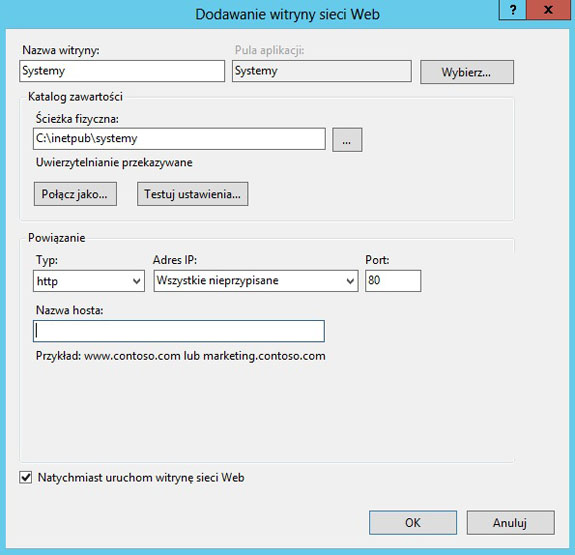 Dodawanie witryny sieci Web
? x
Nazwa witryny: Pula aplikacji:
Systemy Systemy Wybierz...
Katalog zawartości
Ścieżka fizyczna:
C:\inetpub\systemy ...
Uwierzytelnianie przekazywane
Połącz jako... Testuj ustawienia...
Powiązanie
Typ: Adres IP: Port:
http Wszystkie nieprzypisane 80
Nazwa hosta:
Przykład: www.contoso.com lub marketing.contoso.com
Natychmiast uruchom witrynę sieci Web
OK Anuluj